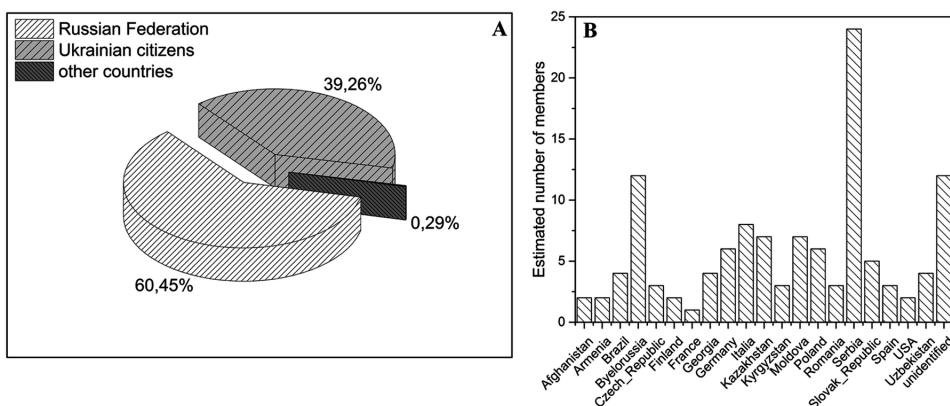 Russian Federation
A
Ukrainian citizens
other countries
39,26%
0,29%
60,45%
B
Estimated number of members
25
20
15
10
5
0
Afghanistan
Armenia
Brazil
Byelorussia
Czech_Republic
Finland
France
Georgia
Germany
Italia
Kazakhstan
Kyrgyzstan
Moldova
Poland
Romania
Serbia
Slovak_Republic
Spain
USA
Uzbekistan
unidentified